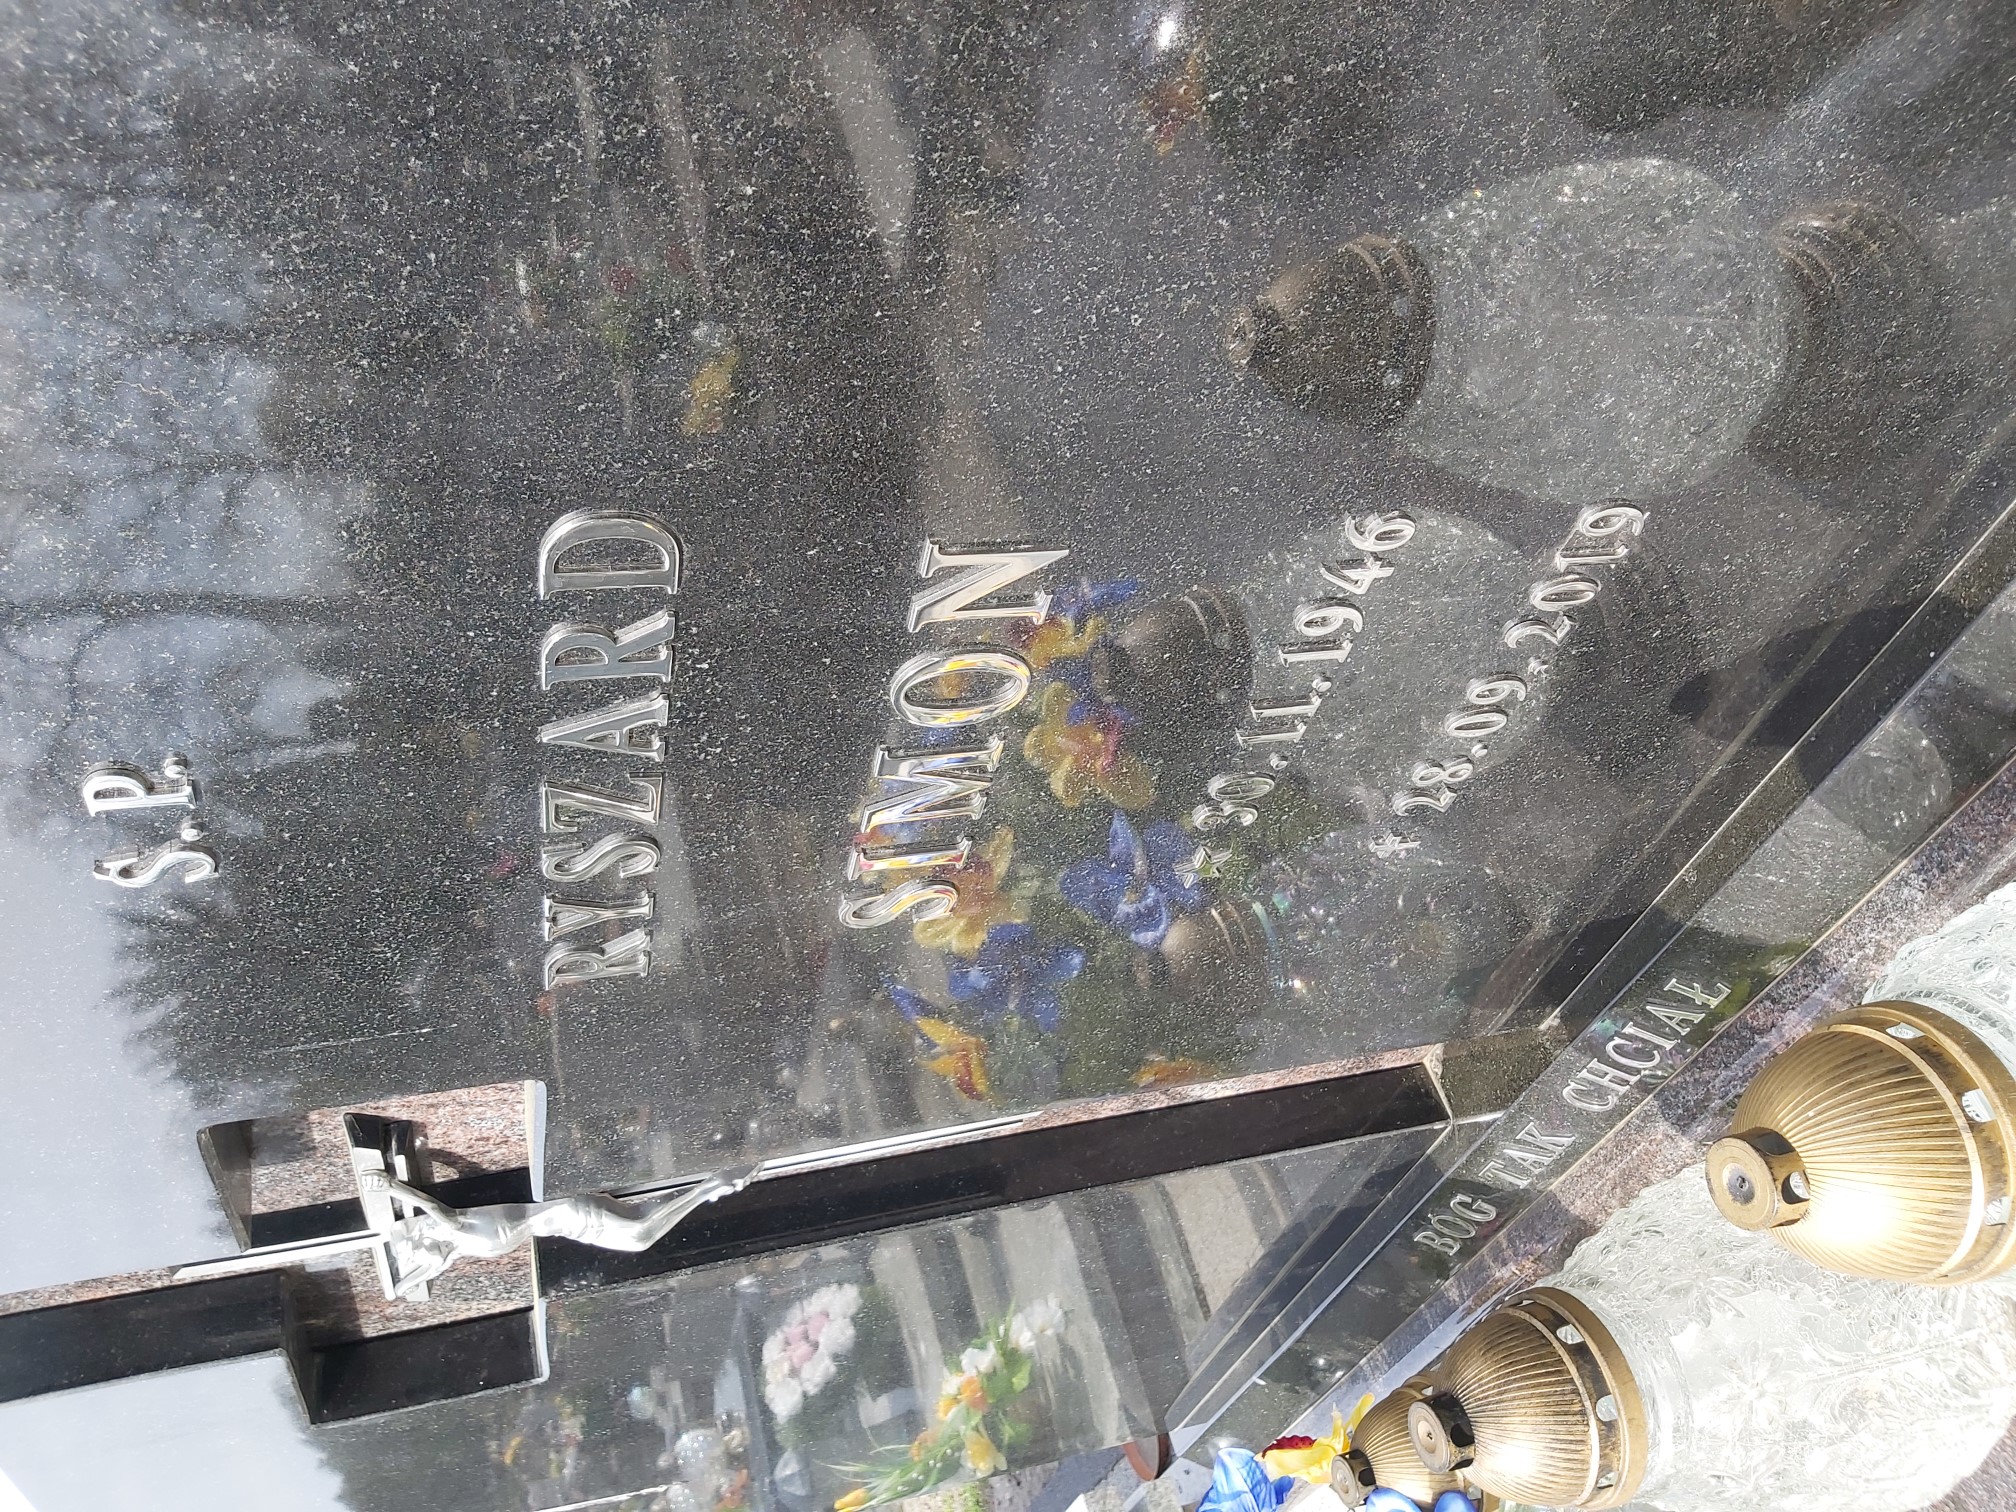 Ś.P.
RYSZARD
SIMON
* 30.11.1946
† 28.09.2019
BÓG TAK CHCIAŁ